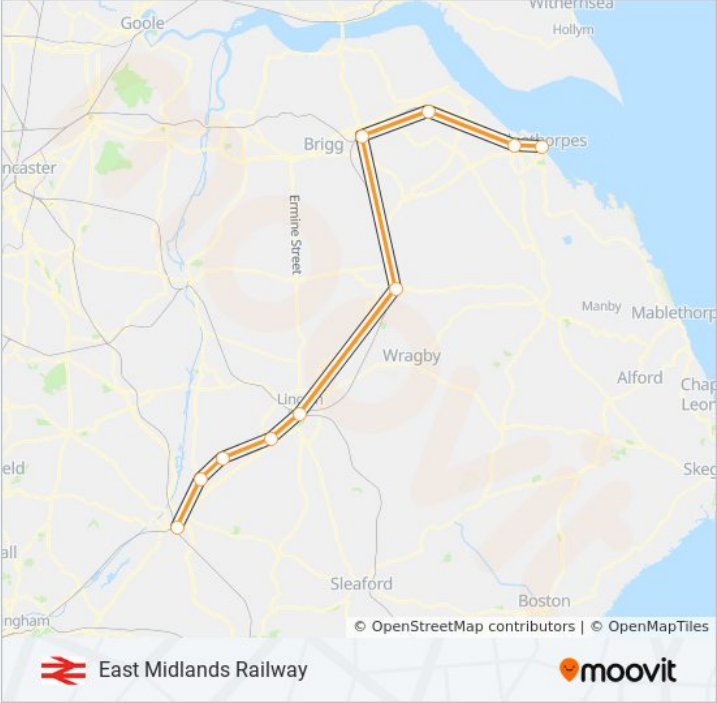 Withernsea
Goole
Hollym
Brigg
thorpes
ncaster
Ermine Street
Manby
Mablethorp
Wragby
Alford
Chap
Leon
Lincoln
eld
Skeg
all
Sleaford
Boston
ngham
© OpenStreetMap contributors | © OpenMapTiles
East Midlands Railway
moovit